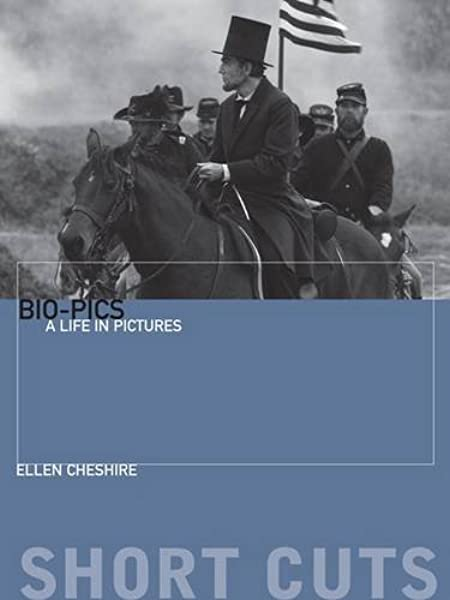 BIO-PICS
A LIFE IN PICTURES
ELLEN CHESHIRE
SHORT CUTS